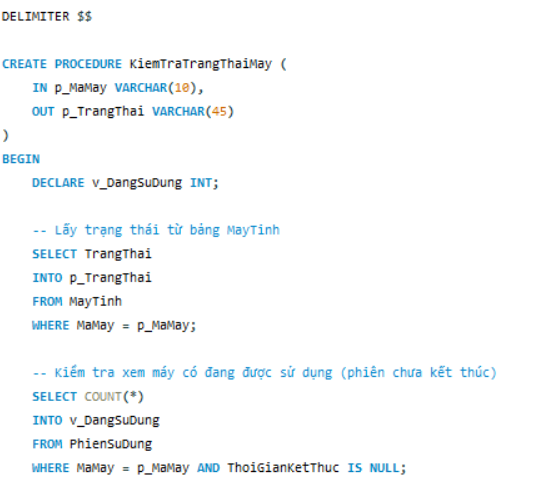 DELIMITER $$
CREATE PROCEDURE KiemTraTrangThaiMay (
IN p_MaMay VARCHAR(10),
OUT p_TrangThai VARCHAR(45)
)
BEGIN
DECLARE v_DangSuDung INT;
-- Lấy trạng thái từ bảng MayTinh
SELECT TrangThai
INTO p_TrangThai
FROM MayTinh
WHERE MaMay = p_MaMay;
-- Kiểm tra xem máy có đang được sử dụng (phiên chưa kết thúc)
SELECT COUNT(*)
INTO v_DangSuDung
FROM PhienSuDung
WHERE MaMay = p_MaMay AND ThoiGianKetThuc IS NULL;